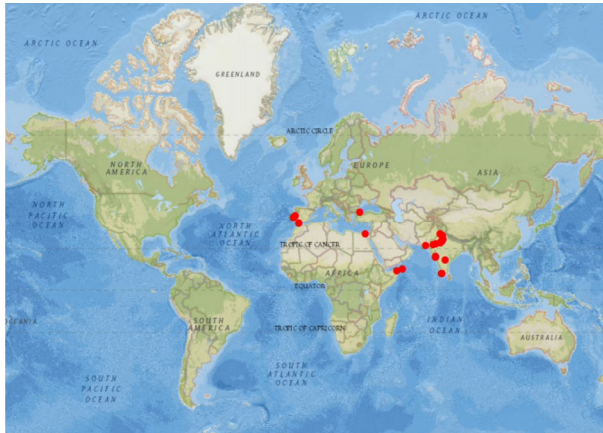 ARCTIC OCEAN
ARCTIC OCEAN
GREENLAND
ARCTIC CIRCLE
NORTH
AMERICA
EUROPE
ASIA
NORTH
PACIFIC
OCEAN
NORTH
ATLANTIC
OCEAN
TROPIC OF CANCER
AFRICA
EQUATOR
OCEANIA
SOUTH
AMERICA
TROPIC OF CAPRICORN
INDIAN
OCEAN
AUSTRALIA
SOUTH
PACIFIC
OCEAN
SOUTH
ATLANTIC
OCEAN